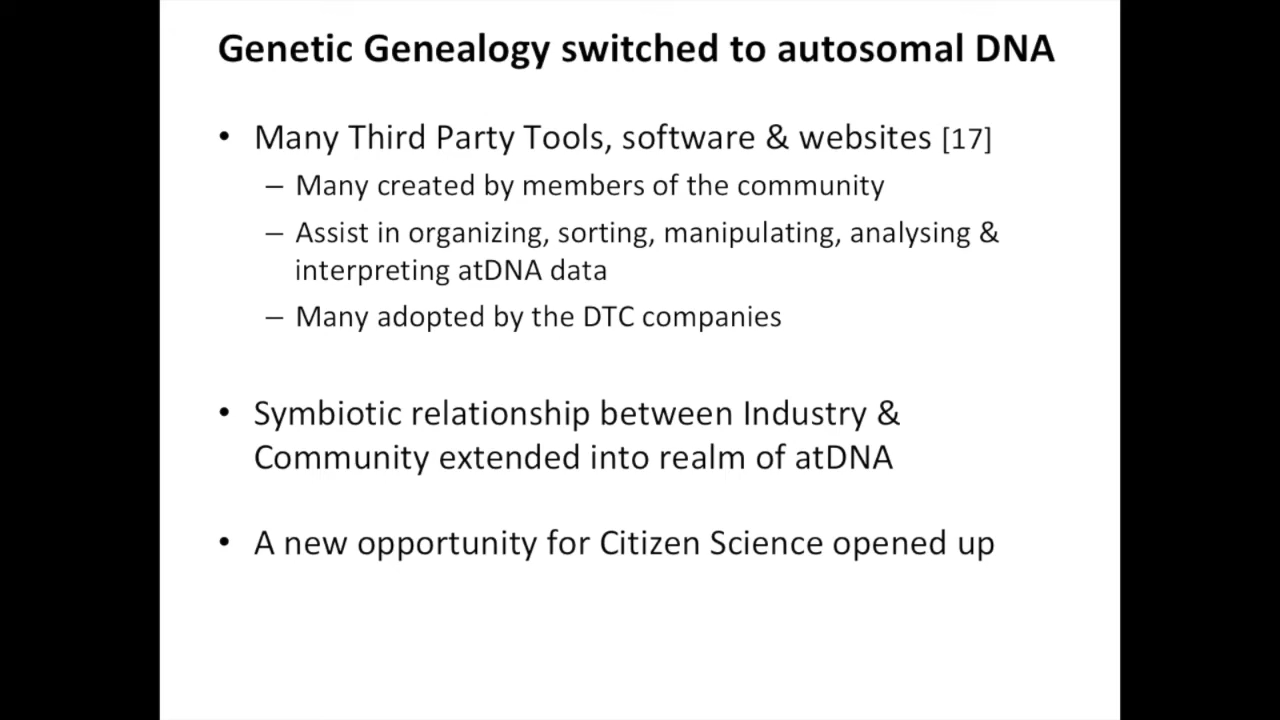 Genetic Genealogy switched to autosomal DNA
• Many Third Party Tools, software & websites [17]
– Many created by members of the community
– Assist in organizing, sorting, manipulating, analysing &
interpreting atDNA data
– Many adopted by the DTC companies
• Symbiotic relationship between Industry &
Community extended into realm of atDNA
• A new opportunity for Citizen Science opened up